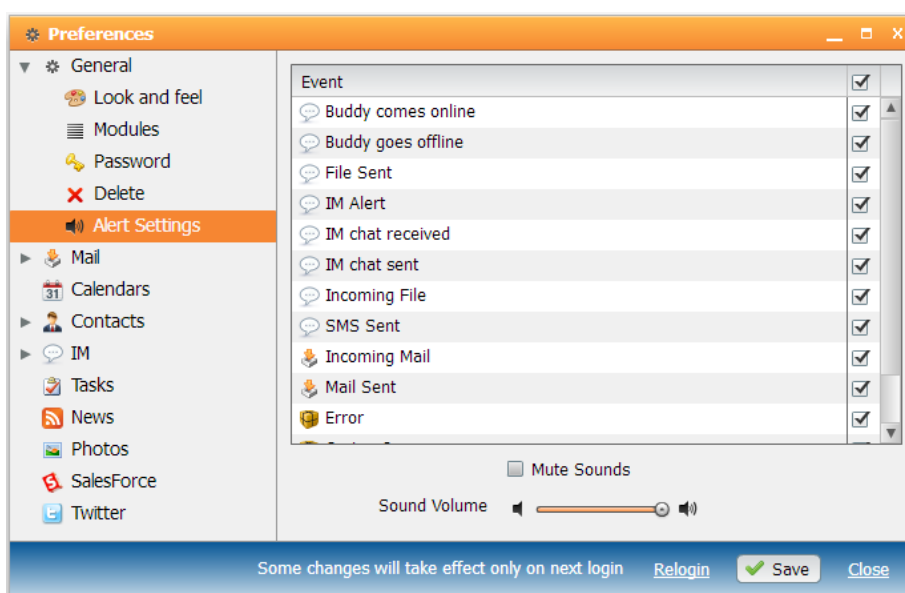 Preferences
General
Look and feel
Modules
Password
Delete
Alert Settings
Mail
31
Calendars
Contacts
IM
Tasks
News
Photos
SalesForce
Twitter
Event
Buddy comes online
Buddy goes offline
File Sent
IM Alert
IM chat received
IM chat sent
Incoming File
SMS Sent
Incoming Mail
Mail Sent
Error
Mute Sounds
Sound Volume
Some changes will take effect only on next login Relogin Save Close